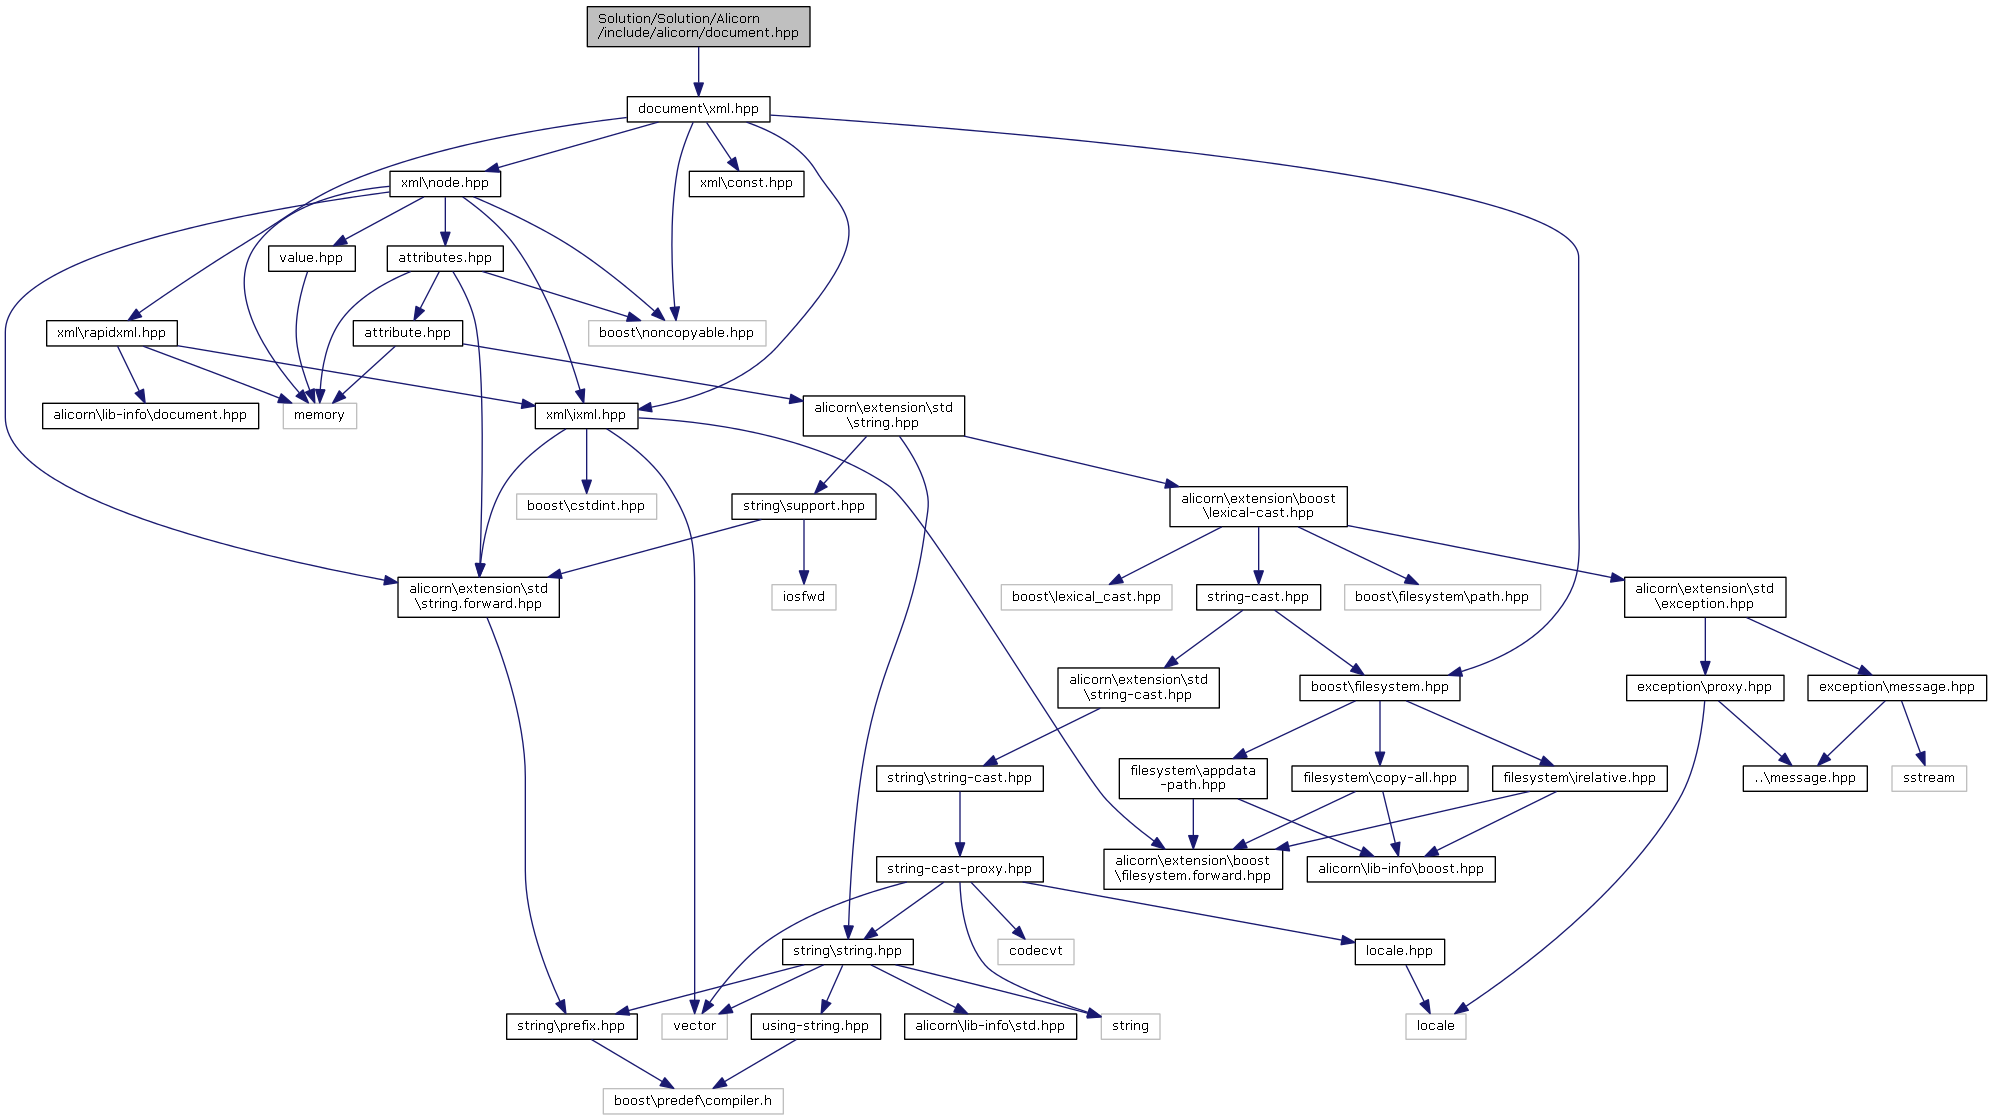 Solution/Solution/Alicorn
/include/alicorn/document.hpp
document\xml.hpp
xml\node.hpp
xml\const.hpp
value.hpp
attributes.hpp
xml\rapidxml.hpp
attribute.hpp
boost\noncopyable.hpp
alicorn\lib-info\document.hpp
memory
xml\ixml.hpp
alicorn\extension\std
\string.hpp
boost\cstdint.hpp
string\support.hpp
alicorn\extension\boost
\lexical-cast.hpp
alicorn\extension\std
\string.forward.hpp
iosfwd
boost\lexical_cast.hpp
string-cast.hpp
boost\filesystem\path.hpp
alicorn\extension\std
\exception.hpp
alicorn\extension\std
\string-cast.hpp
boost\filesystem.hpp
exception\proxy.hpp
exception\message.hpp
string\string-cast.hpp
filesystem\appdata
-path.hpp
filesystem\copy-all.hpp
filesystem\irelative.hpp
..\message.hpp
sstream
string-cast-proxy.hpp
alicorn\extension\boost
\filesystem.forward.hpp
alicorn\lib-info\boost.hpp
string\string.hpp
codecvt
locale.hpp
string\prefix.hpp
vector
using-string.hpp
alicorn\lib-info\std.hpp
string
locale
boost\predef\compiler.h